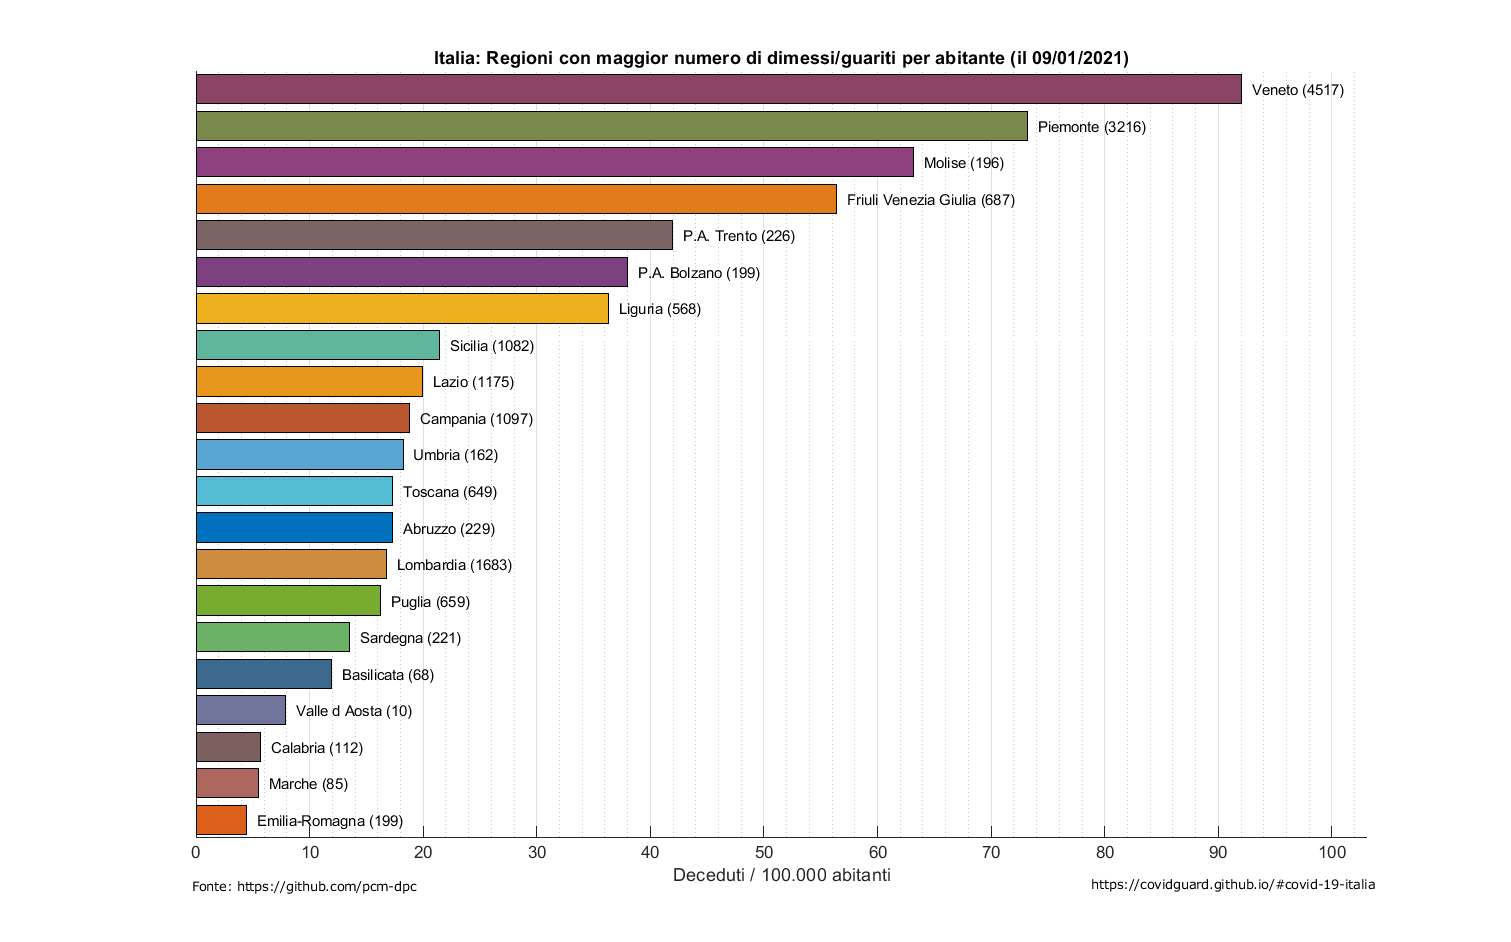 Italia: Regioni con maggior numero di dimessi/guariti per abitante (il 09/01/2021)
Veneto (4517)
Piemonte (3216)
Molise (196)
Friuli Venezia Giulia (687)
P.A. Trento (226)
P.A. Bolzano (199)
Liguria (568)
Sicilia (1082)
Lazio (1175)
Campania (1097)
Umbria (162)
Toscana (649)
Abruzzo (229)
Lombardia (1683)
Puglia (659)
Sardegna (221)
Basilicata (68)
Valle d Aosta (10)
Calabria (112)
Marche (85)
Emilia-Romagna (199)
0 10 20 30 40 50 60 70 80 90 100
Deceduti / 100.000 abitanti
Fonte: https://github.com/pcm-dpc
https://covidguard.github.io/#covid-19-italia